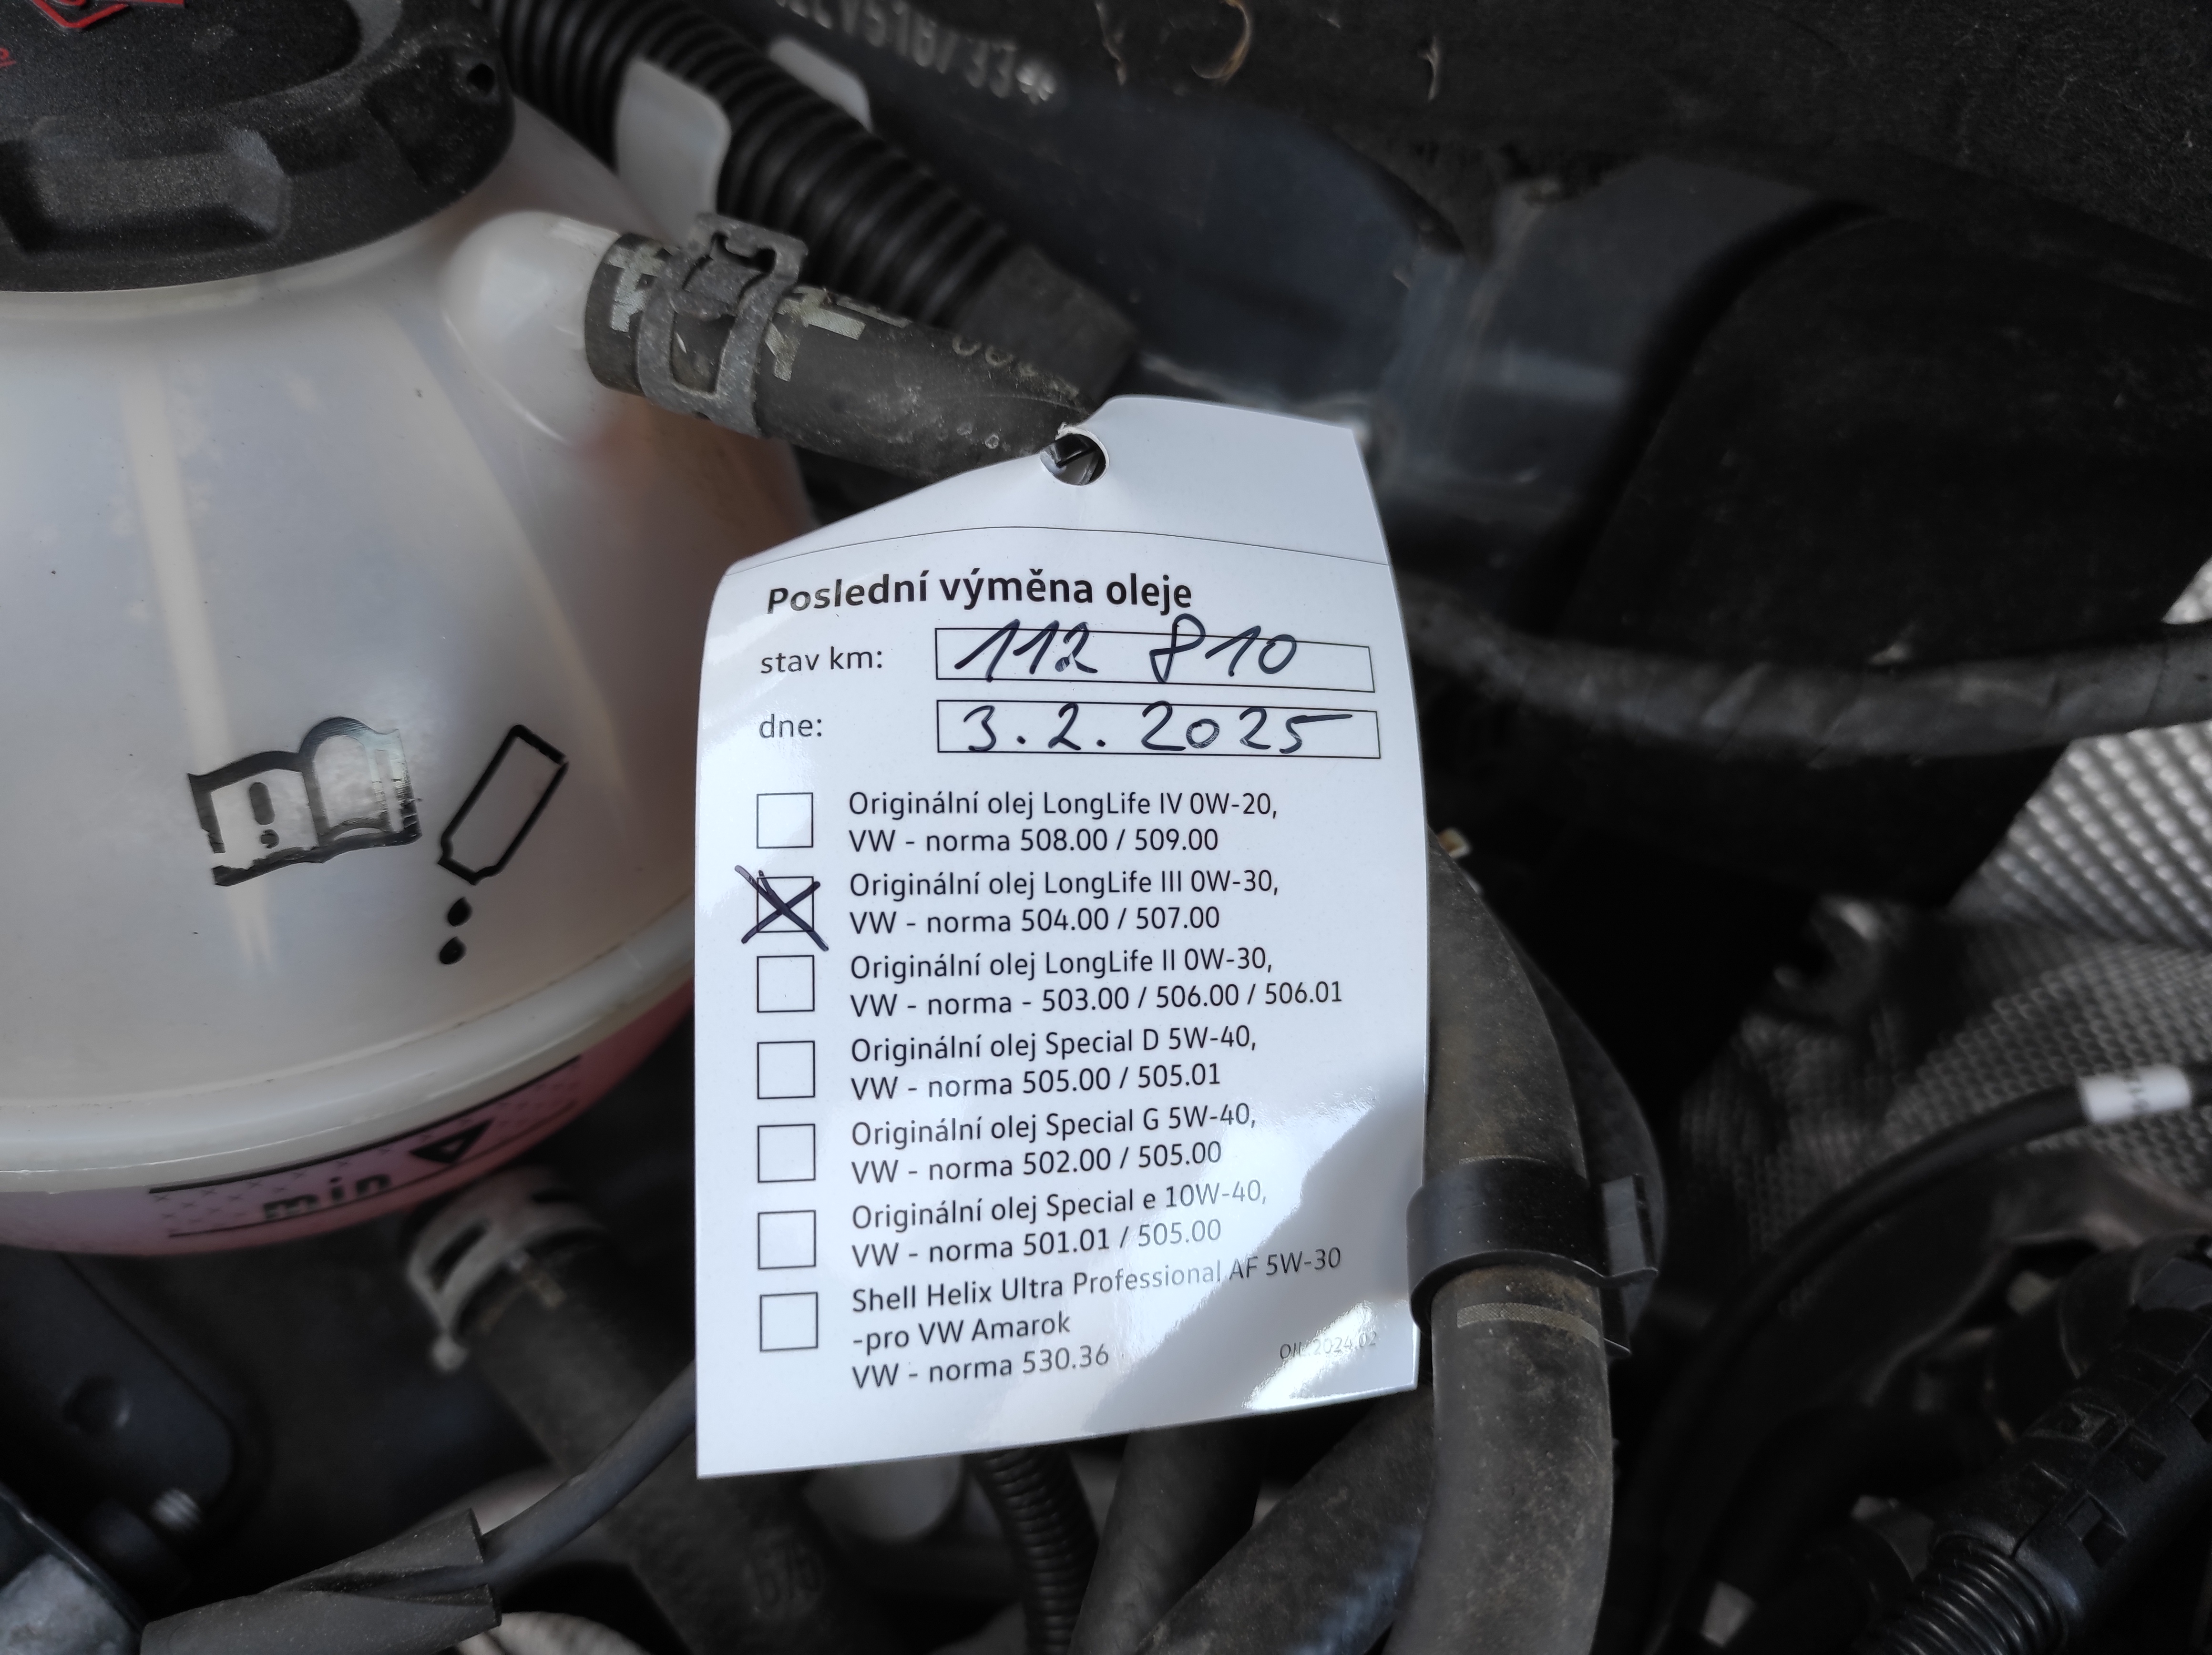 Poslední výměna oleje
stav km: 112 810
dne: 3.2.2025
Originální olej LongLife IV 0W-20,
VW - norma 508.00 / 509.00
Originální olej LongLife III 0W-30,
VW - norma 504.00 / 507.00
Originální olej LongLife II 0W-30,
VW - norma - 503.00 / 506.00 / 506.01
Originální olej Special D 5W-40,
VW - norma 505.00 / 505.01
Originální olej Special G 5W-40,
VW - norma 502.00 / 505.00
Originální olej Special e 10W-40,
VW - norma 501.01 / 505.00
Shell Helix Ultra Professional AF 5W-30
-pro VW Amarok
VW - norma 530.36
OIL 2024.02
min